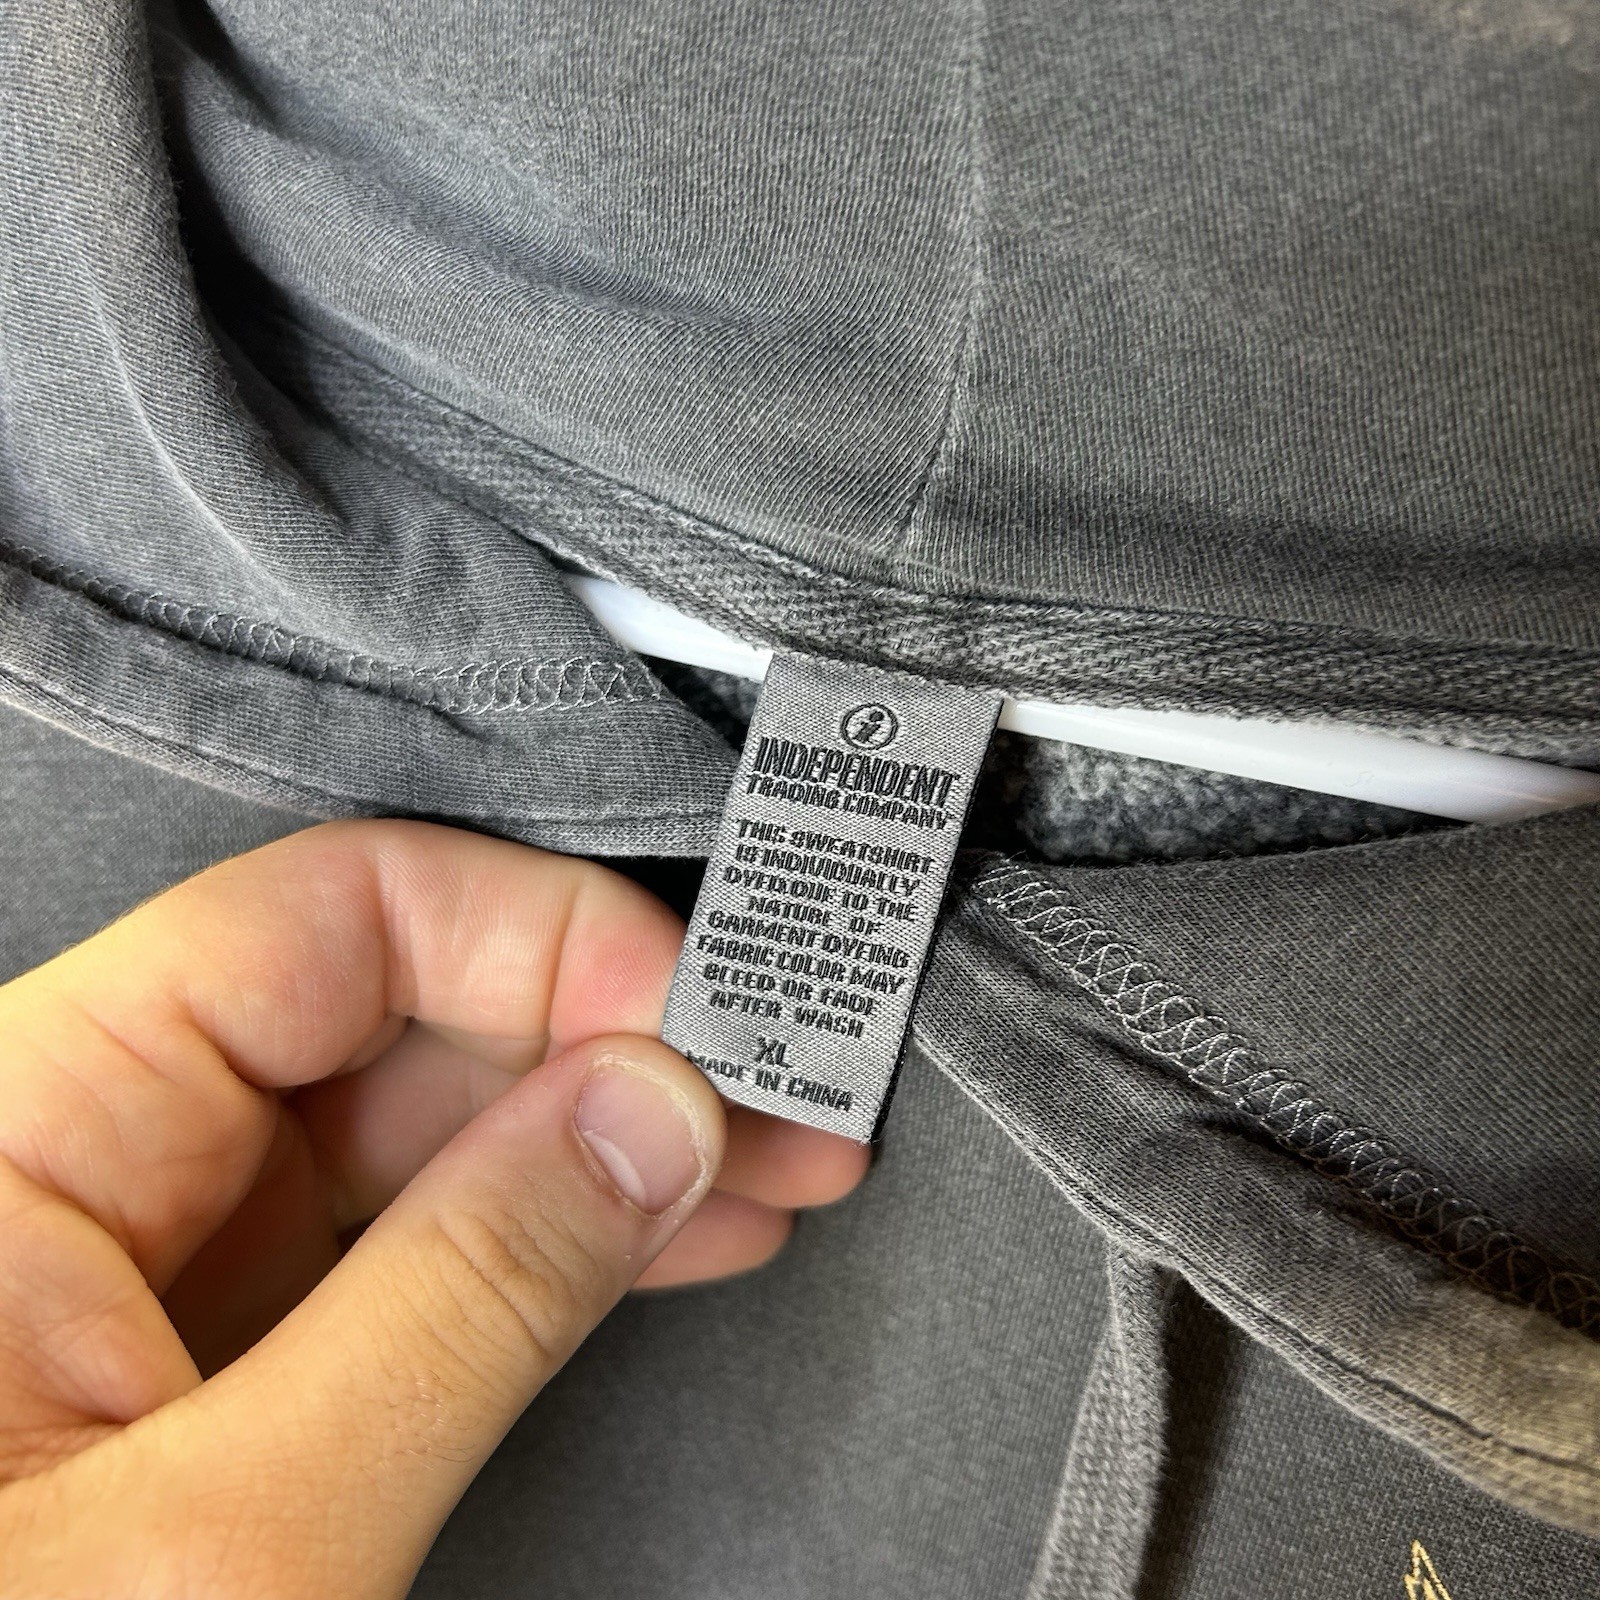 INDEPENDENT
TRADING COMPANY
THIS SWEATSHIRT
IS INDIVIDUALLY
DYED DUE TO THE
NATURE OF
GARMENT DYEING
FABRIC COLOR MAY
BLEED OR FADE
AFTER WASH
XL
MADE IN CHINA